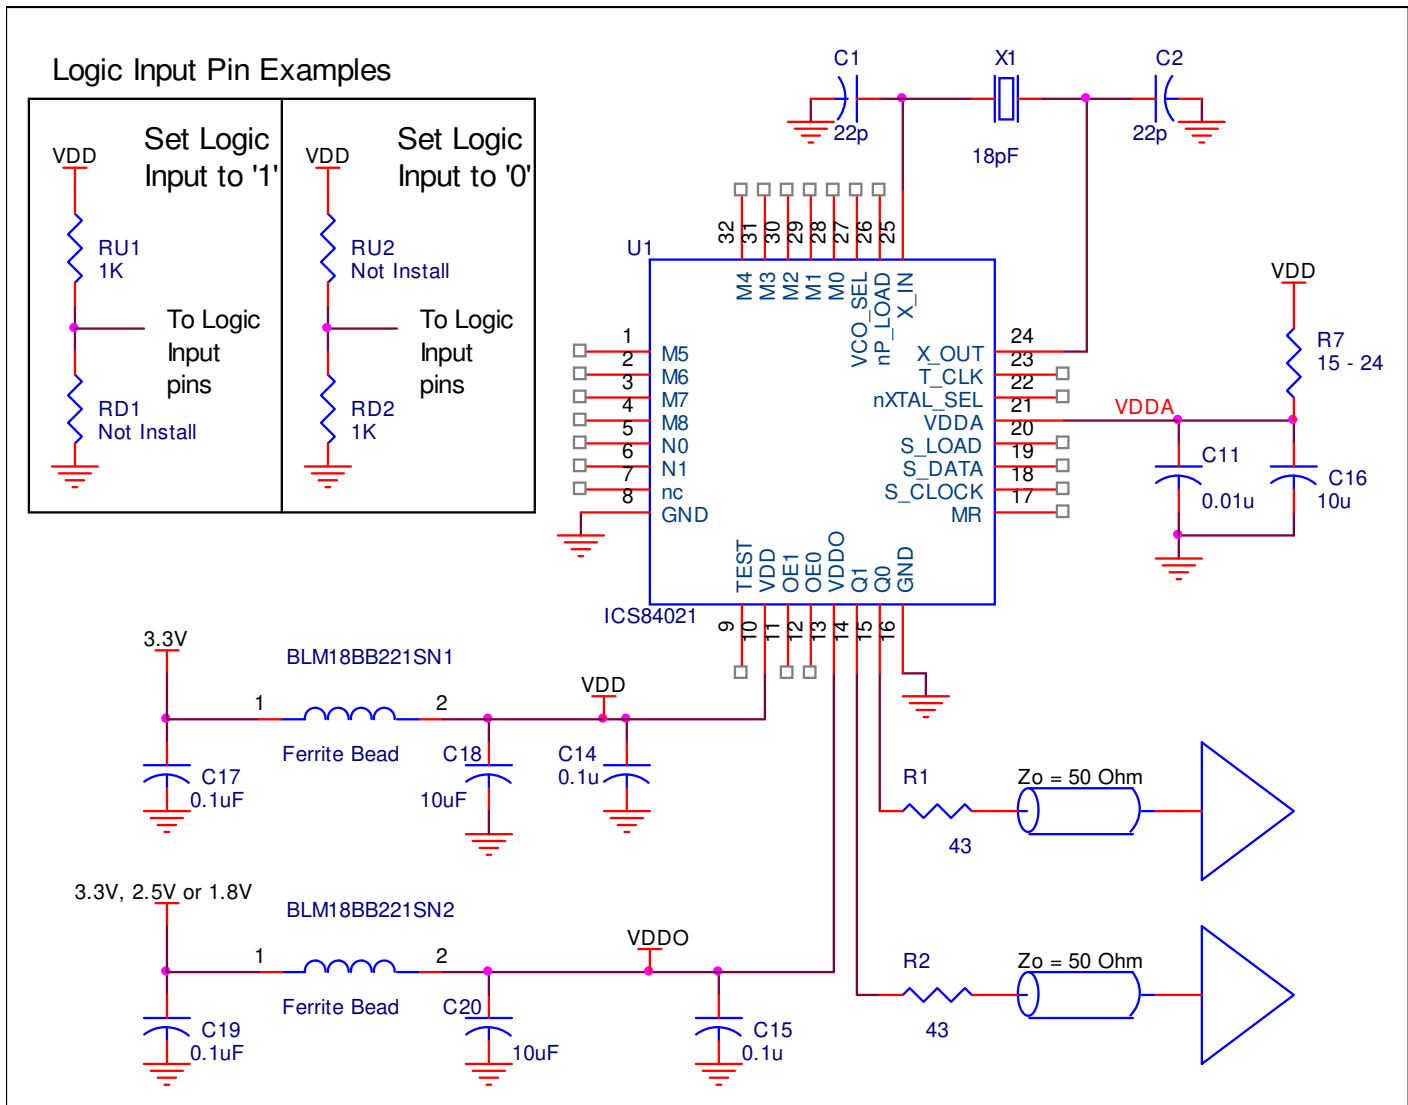 Logic Input Pin Examples
Set Logic
Input to '1'
VDD
RU1
1K
To Logic
Input
pins
RD1
Not Install
Set Logic
Input to '0'
VDD
RU2
Not Install
To Logic
Input
pins
RD2
1K
C1
22p
X1
18pF
C2
22p
U1
32
31
30
29
28
27
26
25
M4
M3
M2
M1
M0
VCO_SEL
nP_LOAD
X_IN
1
M5
2
M6
3
M7
4
M8
5
N0
6
N1
7
nc
8
GND
24
X_OUT
23
T_CLK
22
nXTAL_SEL
21
VDDA
20
S_LOAD
19
S_DATA
18
S_CLOCK
17
MR
TEST
VDD
OE1
OE0
VDDO
Q1
Q0
GND
9
10
11
12
13
14
15
16
ICS84021
VDD
R7
15 - 24
VDDA
C11
0.01u
C16
10u
3.3V
BLM18BB221SN1
1
2
Ferrite Bead
VDD
C17
0.1uF
C18
10uF
C14
0.1u
3.3V, 2.5V or 1.8V
BLM18BB221SN2
1
2
Ferrite Bead
VDDO
C19
0.1uF
C20
10uF
C15
0.1u
R1
43
Zo = 50 Ohm
R2
43
Zo = 50 Ohm